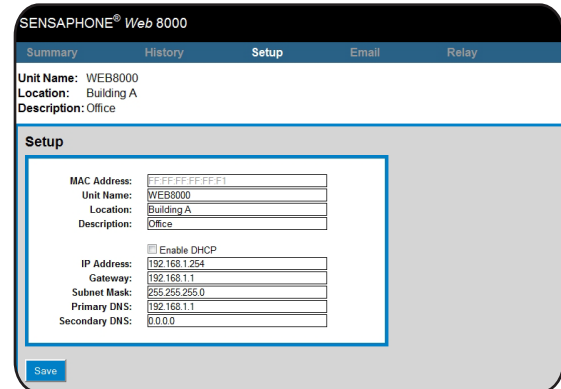 SENSAPHONE® Web 8000
Summary History Setup Email Relay
Unit Name: WEB8000
Location: Building A
Description: Office
Setup
MAC Address: FF:FF:FF:FF:FF:F1
Unit Name: WEB8000
Location: Building A
Description: Office
Enable DHCP
IP Address: 192.168.1.254
Gateway: 192.168.1.1
Subnet Mask: 255.255.255.0
Primary DNS: 192.168.1.1
Secondary DNS: 0.0.0.0
Save